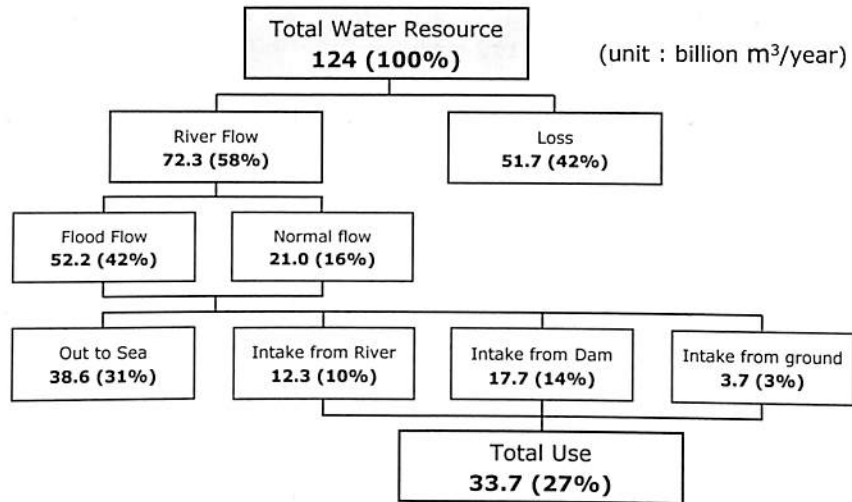 Total Water Resource
124 (100%)
(unit : billion m³/year)
River Flow
72.3 (58%)
Loss
51.7 (42%)
Flood Flow
52.2 (42%)
Normal flow
21.0 (16%)
Out to Sea
38.6 (31%)
Intake from River
12.3 (10%)
Intake from Dam
17.7 (14%)
Intake from ground
3.7 (3%)
Total Use
33.7 (27%)